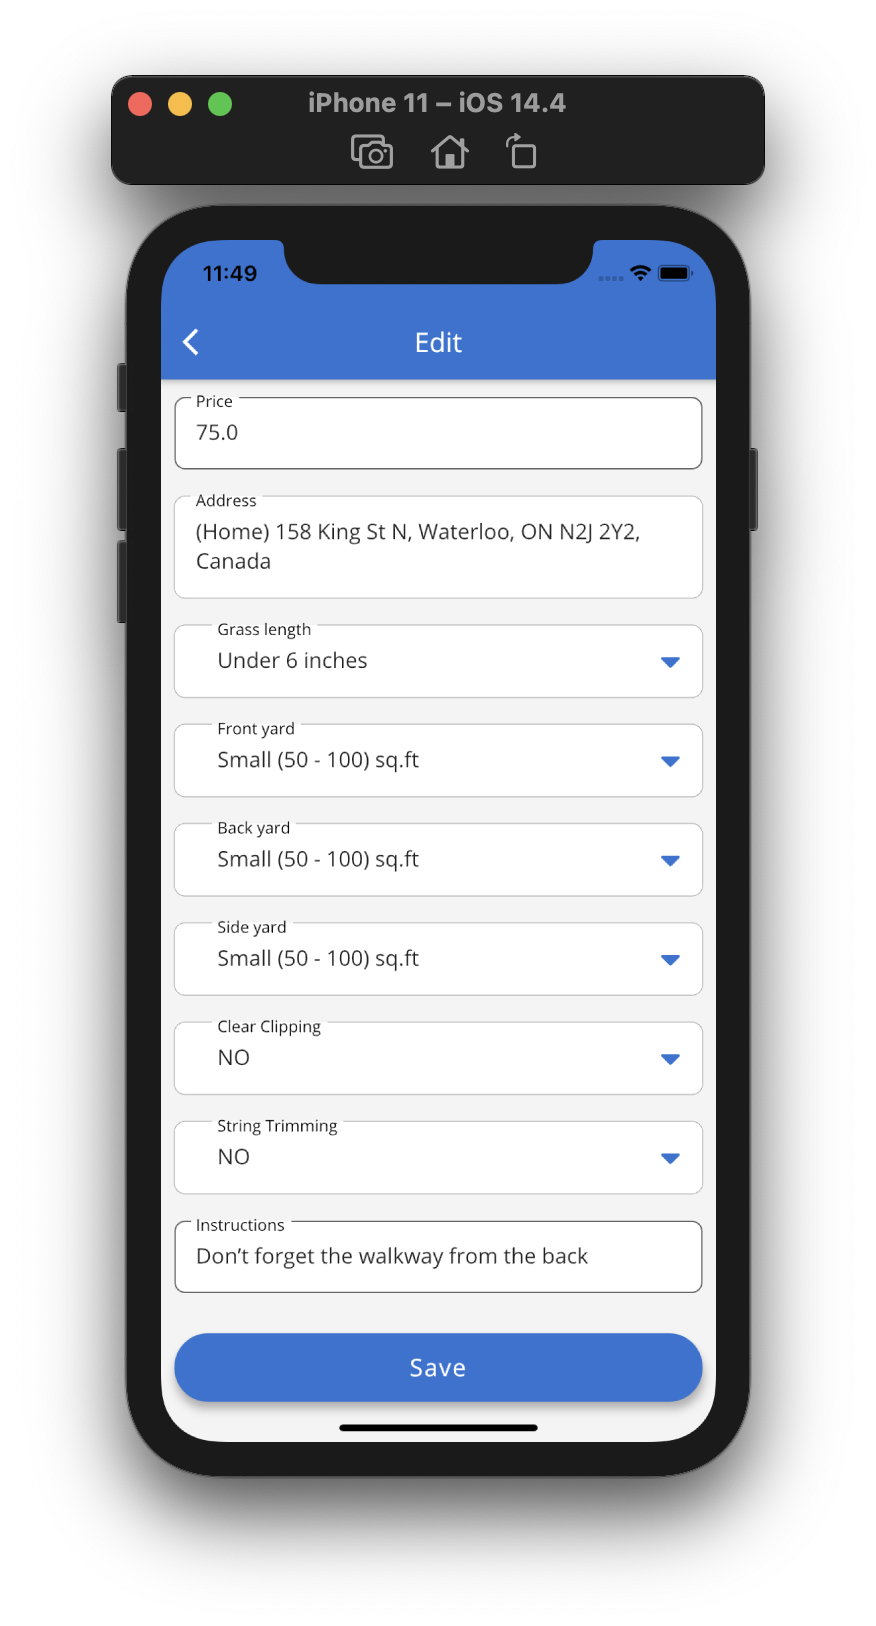 iPhone 11 – iOS 14.4
11:49
Edit
Price
75.0
Address
(Home) 158 King St N, Waterloo, ON N2J 2Y2,
Canada
Grass length
Under 6 inches
Front yard
Small (50 - 100) sq.ft
Back yard
Small (50 - 100) sq.ft
Side yard
Small (50 - 100) sq.ft
Clear Clipping
NO
String Trimming
NO
Instructions
Don’t forget the walkway from the back
Save